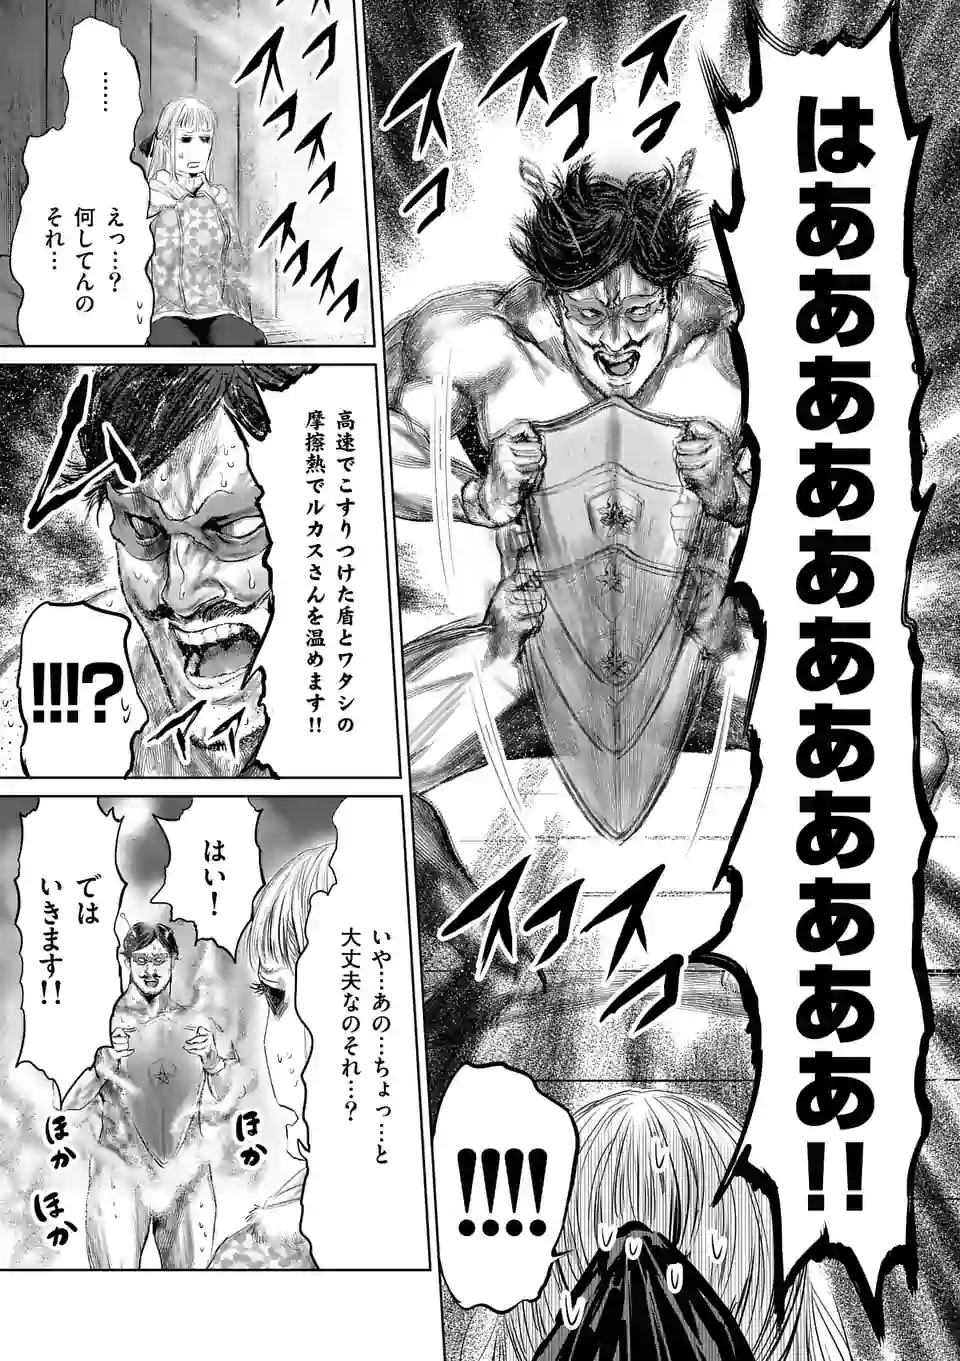 はあああああああああああ!!
スコ
スコ
スコ
スコ
スコスコ
!!!!
スコ
スコ
スコ
スコ
……
えっ…?
何してんの
それ…
高速でこすりつけた盾とワタシの
摩擦熱でルカスさんを温めます!!
!!!?
いや…あの…ちょっ…と
大丈夫なのそれ…?
はい!
では
いきます!!
ほか
ほか
ほか